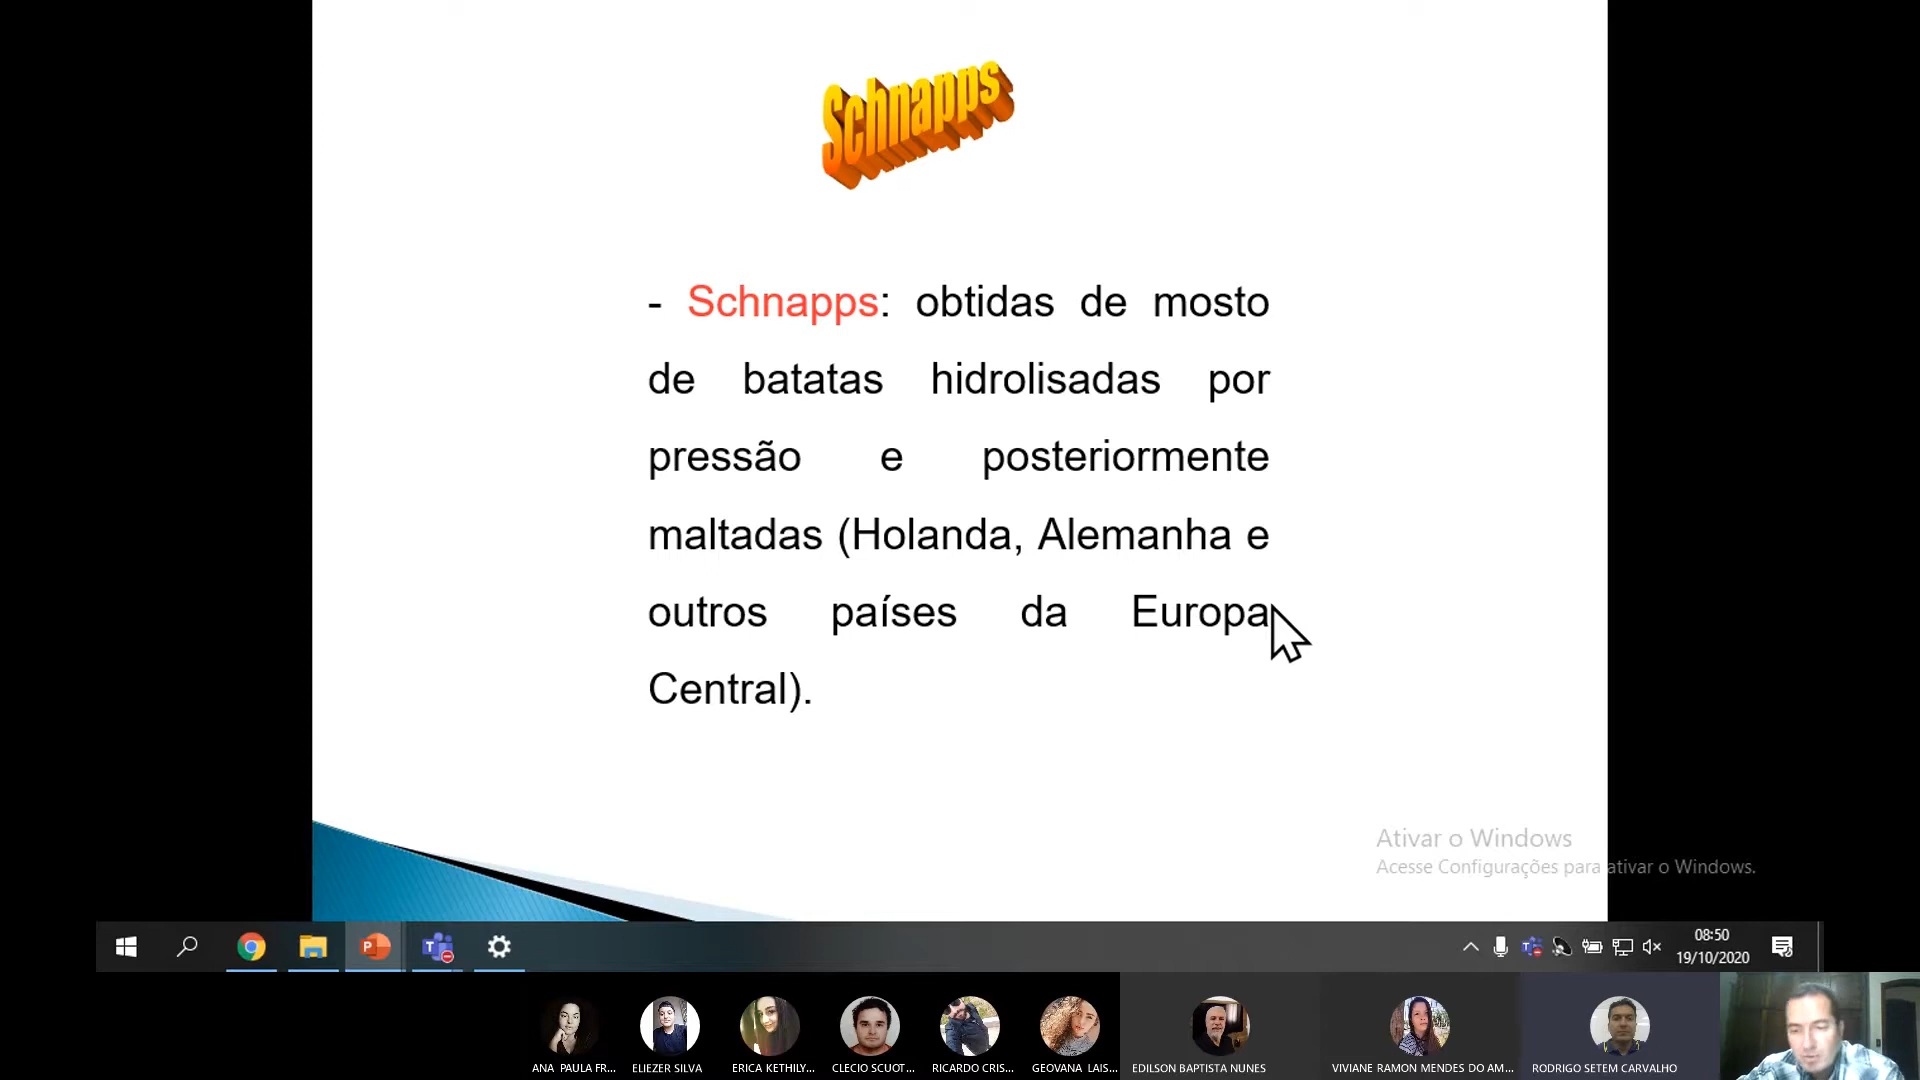 Schnapps
- Schnapps: obtidas de mosto
de batatas hidrolisadas por
pressão e posteriormente
maltadas (Holanda, Alemanha e
outros países da Europa
Central).
Ativar o Windows
Acesse Configurações para ativar o Windows.
08:50
19/10/2020
ANA PAULA FR...
ELIEZER SILVA
ERICA KETHILY...
CLECIO SCUOT...
RICARDO CRIS...
GEOVANA LAIS...
EDILSON BAPTISTA NUNES
VIVIANE RAMON MENDES DO AM...
RODRIGO SETEM CARVALHO